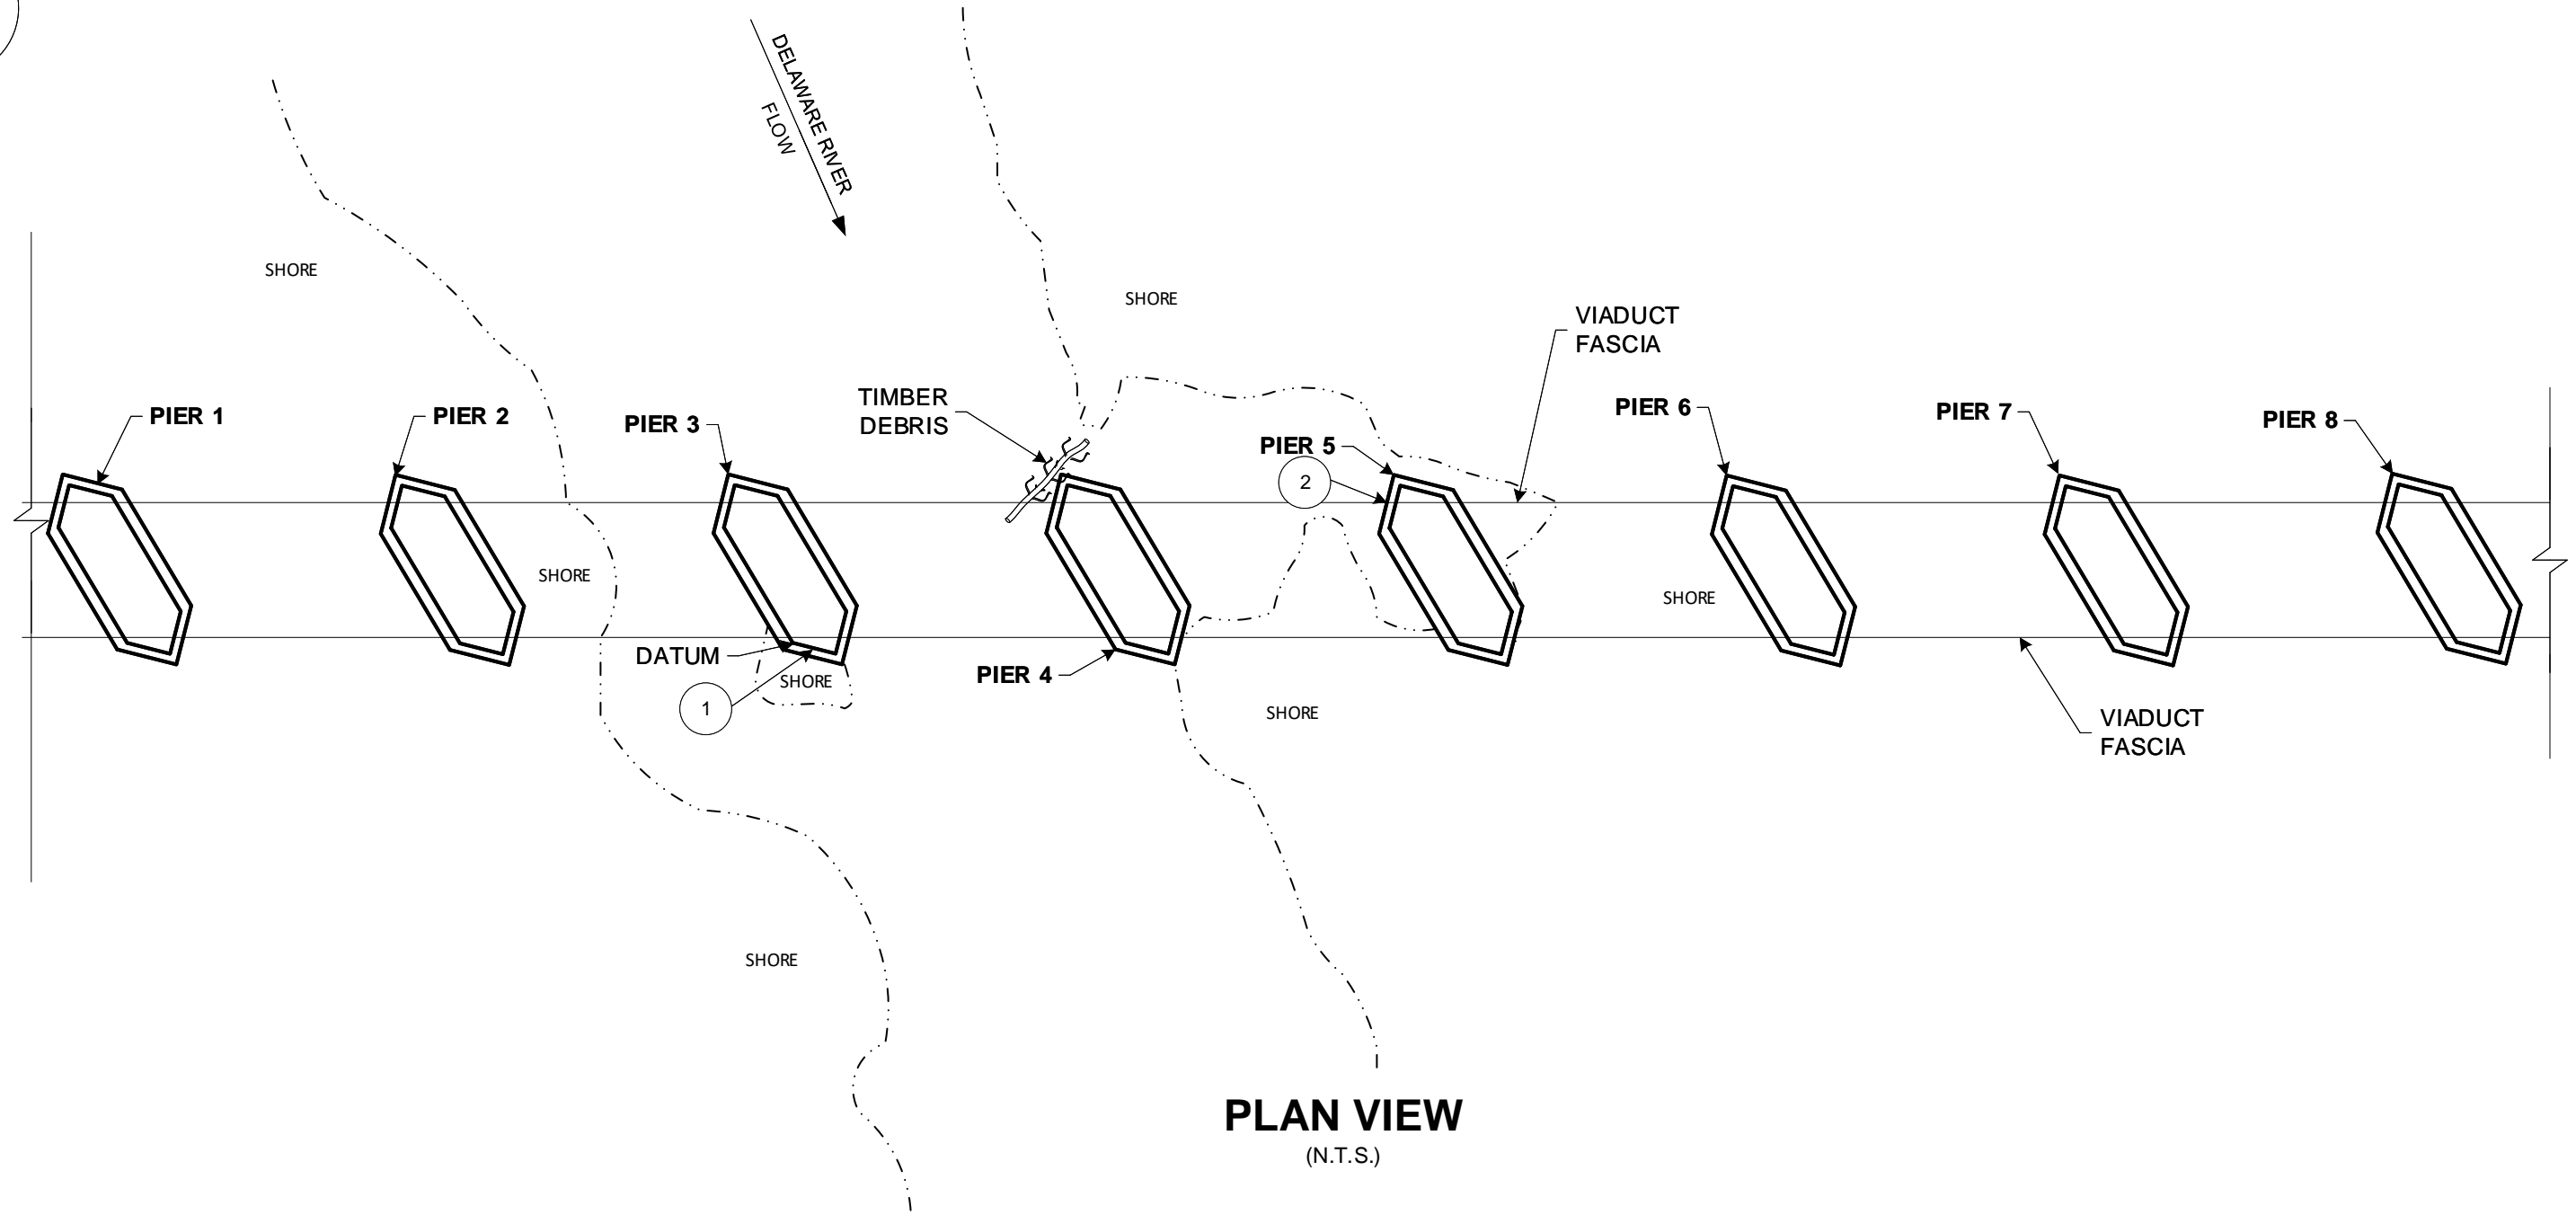 DELAWARE RIVER
FLOW
SHORE
SHORE
VIADUCT
FASCIA
TIMBER
DEBRIS
PIER 1
PIER 2
PIER 3
PIER 5
PIER 6
PIER 7
PIER 8
2
SHORE
SHORE
DATUM
PIER 4
SHORE
1
SHORE
VIADUCT
FASCIA
SHORE
PLAN VIEW
(N.T.S.)